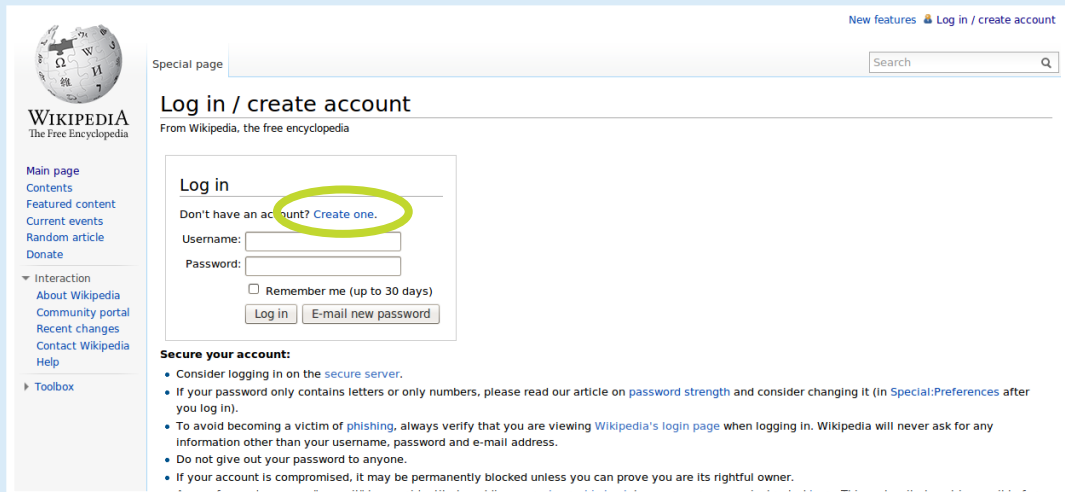 New features Log in / create account
Special page
Search
Ω W И 維 7
WIKIPEDIA
The Free Encyclopedia
Log in / create account
From Wikipedia, the free encyclopedia
Main page
Contents
Featured content
Current events
Random article
Donate
Interaction
About Wikipedia
Community portal
Recent changes
Contact Wikipedia
Help
Toolbox
Log in
Don't have an account? Create one.
Username:
Password:
Remember me (up to 30 days)
Log in E-mail new password
Secure your account:
Consider logging in on the secure server.
If your password only contains letters or only numbers, please read our article on password strength and consider changing it (in Special:Preferences after
you log in).
To avoid becoming a victim of phishing, always verify that you are viewing Wikipedia's login page when logging in. Wikipedia will never ask for any
information other than your username, password and e-mail address.
Do not give out your password to anyone.
If your account is compromised, it may be permanently blocked unless you can prove you are its rightful owner.